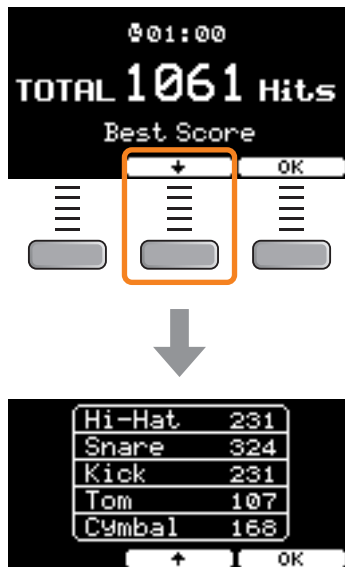 01:00
TOTAL 1061 Hits
Best Score
↓ OK
Hi-Hat 231
Snare 324
Kick 231
Tom 107
Cymbal 168
↑ OK